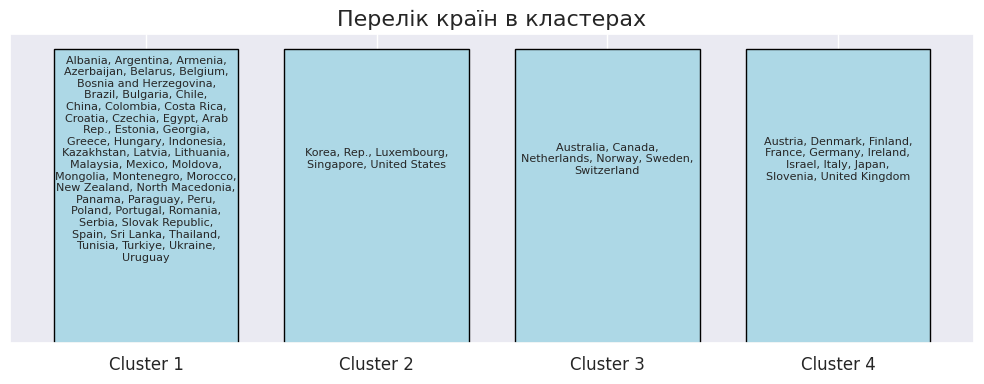 Перелік країн в кластерах
Albania, Argentina, Armenia,
Azerbaijan, Belarus, Belgium,
Bosnia and Herzegovina,
Brazil, Bulgaria, Chile,
China, Colombia, Costa Rica,
Croatia, Czechia, Egypt, Arab
Rep., Estonia, Georgia,
Greece, Hungary, Indonesia,
Kazakhstan, Latvia, Lithuania,
Malaysia, Mexico, Moldova,
Mongolia, Montenegro, Morocco,
New Zealand, North Macedonia,
Panama, Paraguay, Peru,
Poland, Portugal, Romania,
Serbia, Slovak Republic,
Spain, Sri Lanka, Thailand,
Tunisia, Turkiye, Ukraine,
Uruguay
Korea, Rep., Luxembourg,
Singapore, United States
Australia, Canada,
Netherlands, Norway, Sweden,
Switzerland
Austria, Denmark, Finland,
France, Germany, Ireland,
Israel, Italy, Japan,
Slovenia, United Kingdom
Cluster 1
Cluster 2
Cluster 3
Cluster 4